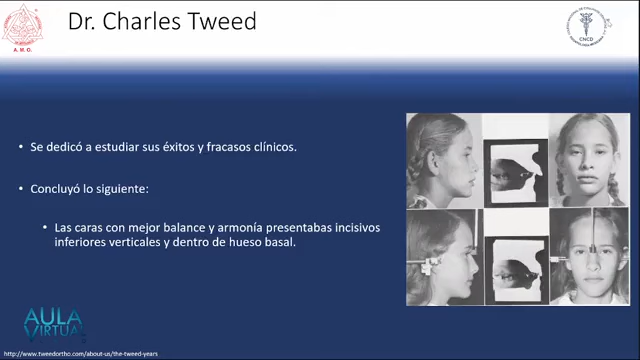 Dr. Charles Tweed
A.M.O.
CNCD
• Se dedicó a estudiar sus éxitos y fracasos clínicos.
• Concluyó lo siguiente:
• Las caras con mejor balance y armonía presentabas incisivos
inferiores verticales y dentro de hueso basal.
AULA
VIRTUAL
http://www.tweedortho.com/about-us/the-tweed-years